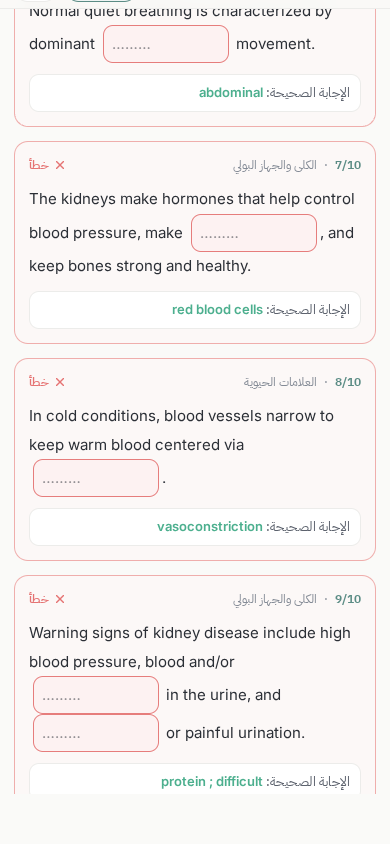 Normal quiet breathing is characterized by
dominant ......... movement.
الإجابة الصحيحة: abdominal
7/10 · الكلى والجهاز البولي ✕ خطأ
The kidneys make hormones that help control
blood pressure, make ......... , and
keep bones strong and healthy.
الإجابة الصحيحة: red blood cells
8/10 · العلامات الحيوية ✕ خطأ
In cold conditions, blood vessels narrow to
keep warm blood centered via
......... .
الإجابة الصحيحة: vasoconstriction
9/10 · الكلى والجهاز البولي ✕ خطأ
Warning signs of kidney disease include high
blood pressure, blood and/or
......... in the urine, and
......... or painful urination.
الإجابة الصحيحة: protein ; difficult